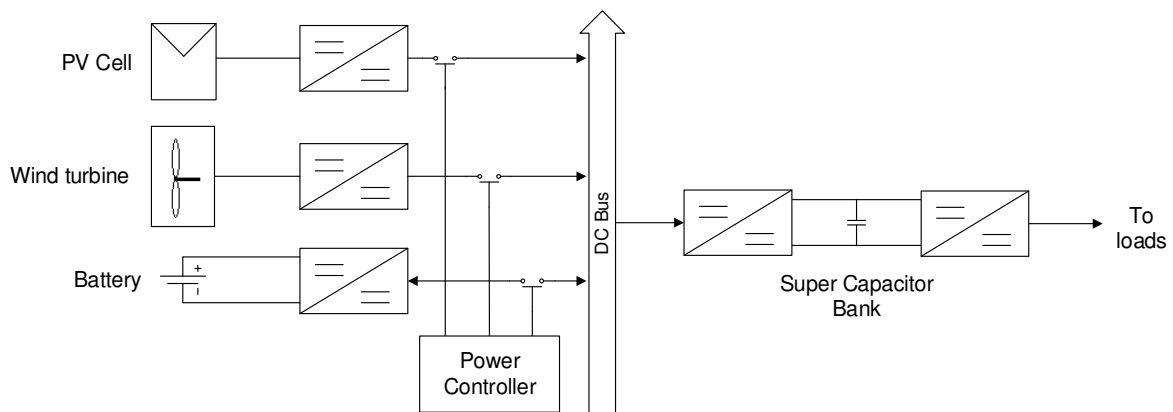 PV Cell
Wind turbine
Battery
+
-
Power
Controller
DC Bus
Super Capacitor
Bank
To
loads